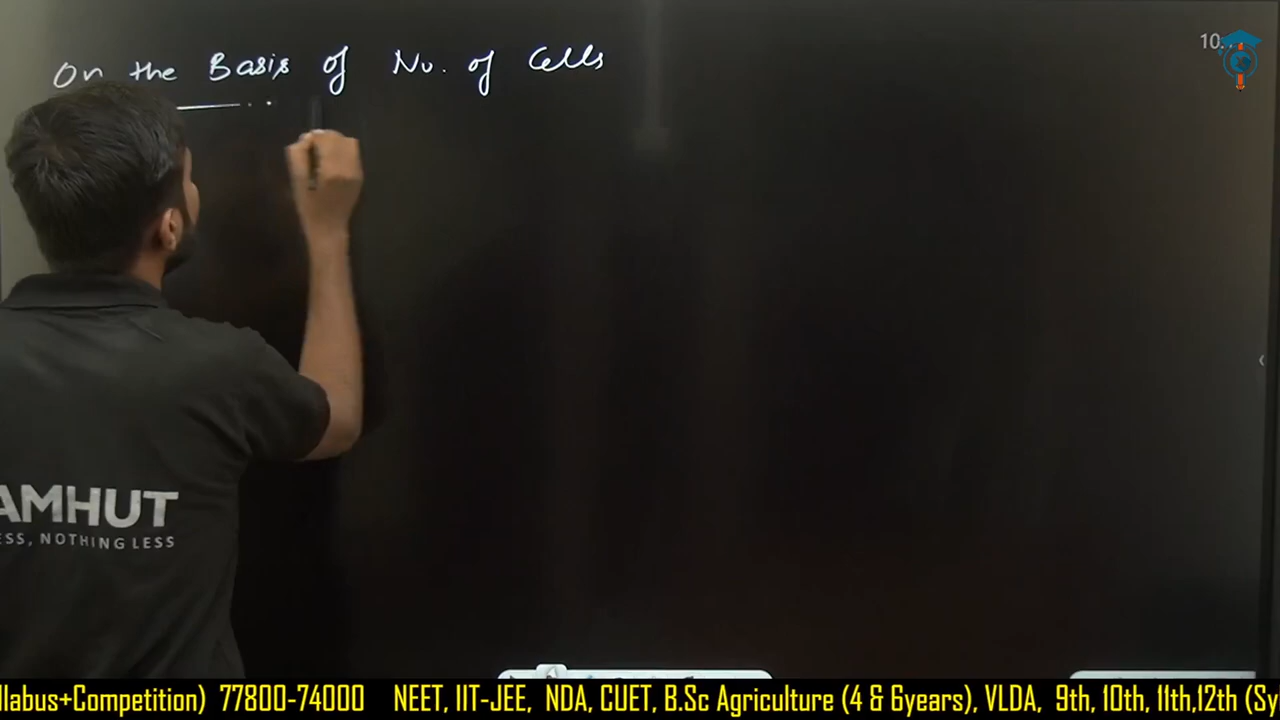 On the Basis of No. of Cells
10
AMHUT
ESS, NOTHING LESS
llabus+Competition) 77800-74000 NEET, IIT-JEE, NDA, CUET, B.Sc Agriculture (4 & 6years), VLDA, 9th, 10th, 11th,12th (Sy